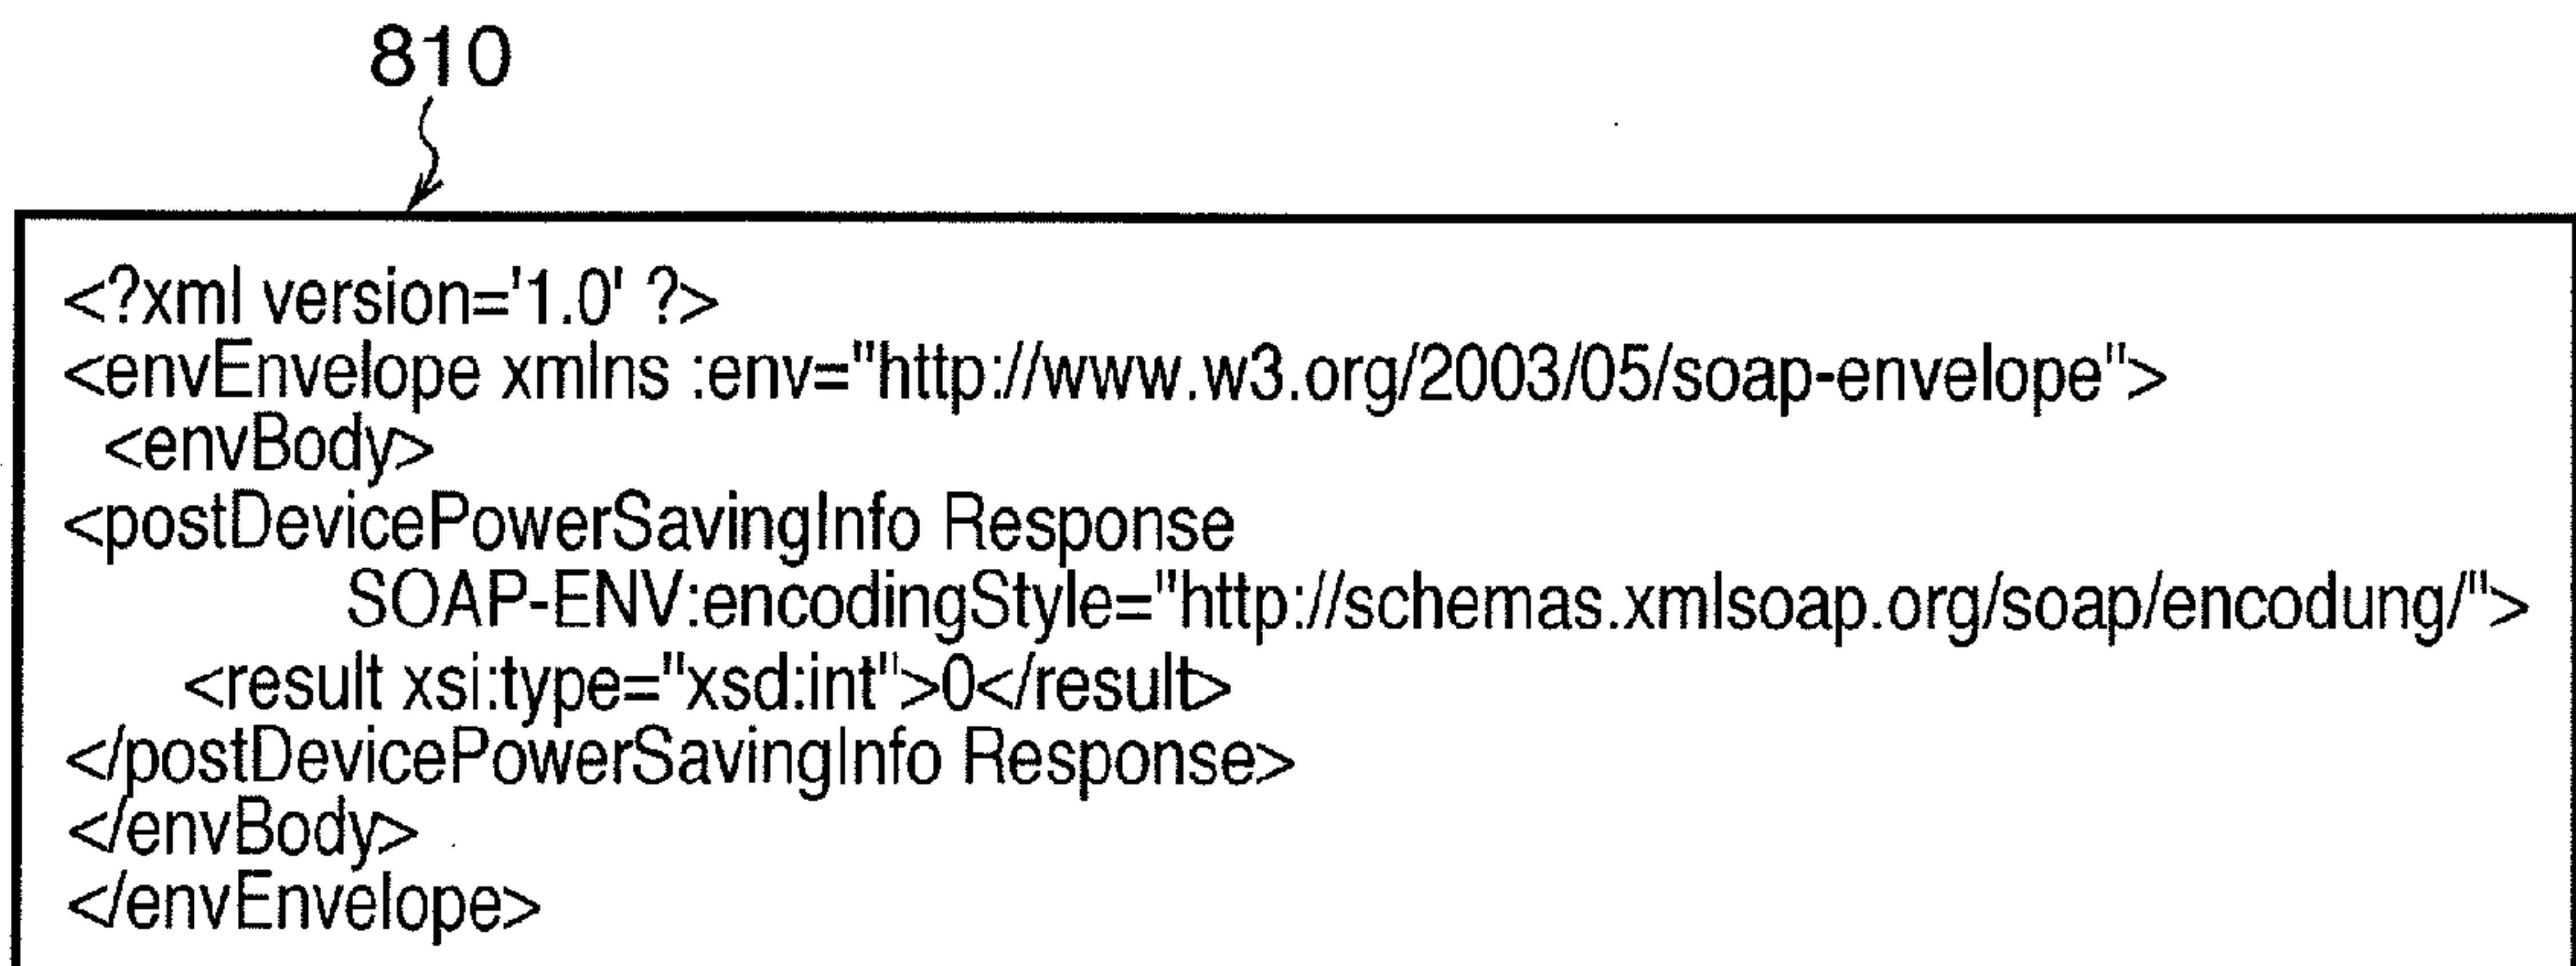 810
<?xml version='1.0' ?>
<envEnvelope xmlns :env="http://www.w3.org/2003/05/soap-envelope">
<envBody>
<postDevicePowerSavingInfo Response
SOAP-ENV:encodingStyle="http://schemas.xmlsoap.org/soap/encodung/">
<result xsi:type="xsd:int">0</result>
</postDevicePowerSavingInfo Response>
</envBody>
</envEnvelope>